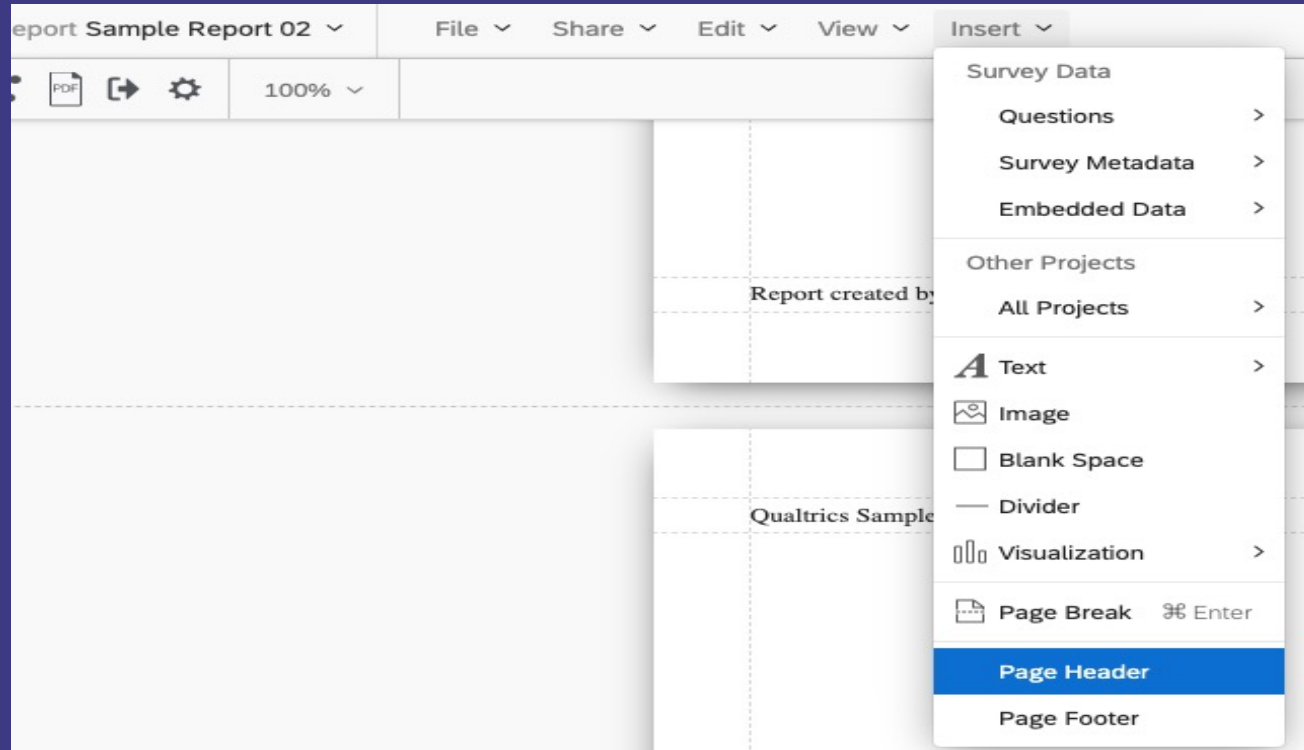 eport Sample Report 02 File Share Edit View Insert
PDF 100%
Survey Data
Questions
Survey Metadata
Embedded Data
Other Projects
All Projects
A Text
Image
Blank Space
Divider
Visualization
Page Break ⌘ Enter
Page Header
Page Footer
Report created by
Qualtrics Sample